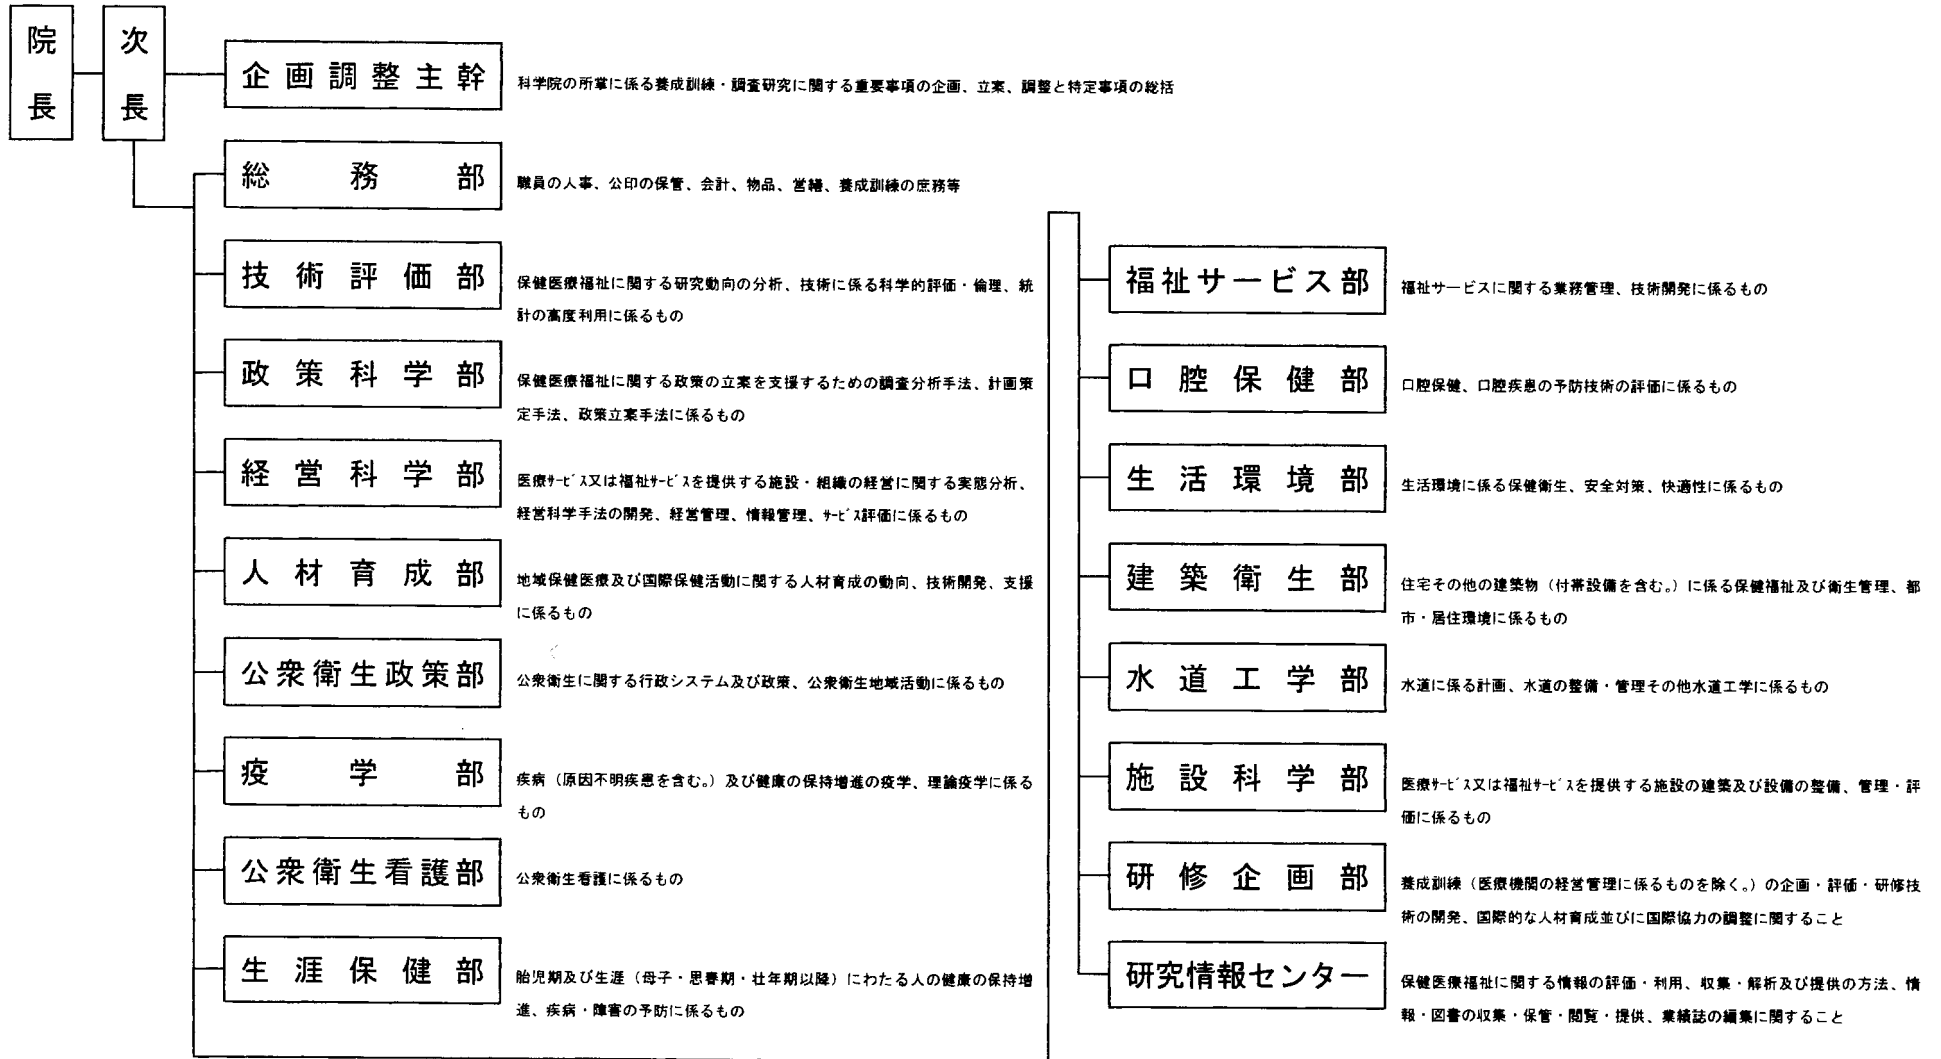 院長
次長
企画調整主幹
科学院の所掌に係る養成訓練・調査研究に関する重要事項の企画、立案、調整と特定事項の総括
総務部
職員の人事、公印の保管、会計、物品、営繕、養成訓練の庶務等
技術評価部
保健医療福祉に関する研究動向の分析、技術に係る科学的評価・倫理、統
計の高度利用に係るもの
政策科学部
保健医療福祉に関する政策の立案を支援するための調査分析手法、計画策
定手法、政策立案手法に係るもの
経営科学部
医療ｻｰﾋﾞｽ又は福祉ｻｰﾋﾞｽを提供する施設・組織の経営に関する実態分析、
経営科学手法の開発、経営管理、情報管理、ｻｰﾋﾞｽ評価に係るもの
人材育成部
地域保健医療及び国際保健活動に関する人材育成の動向、技術開発、支援
に係るもの
公衆衛生政策部
公衆衛生に関する行政システム及び政策、公衆衛生地域活動に係るもの
疫学部
疾病（原因不明疾患を含む。）及び健康の保持増進の疫学、理論疫学に係る
もの
公衆衛生看護部
公衆衛生看護に係るもの
生涯保健部
胎児期及び生涯（母子・思春期・壮年期以降）にわたる人の健康の保持増
進、疾病・障害の予防に係るもの
福祉サービス部
福祉サービスに関する業務管理、技術開発に係るもの
口腔保健部
口腔保健、口腔疾患の予防技術の評価に係るもの
生活環境部
生活環境に係る保健衛生、安全対策、快適性に係るもの
建築衛生部
住宅その他の建築物（付帯設備を含む。）に係る保健福祉及び衛生管理、都
市・居住環境に係るもの
水道工学部
水道に係る計画、水道の整備・管理その他水道工学に係るもの
施設科学部
医療ｻｰﾋﾞｽ又は福祉ｻｰﾋﾞｽを提供する施設の建築及び設備の整備、管理・評
価に係るもの
研修企画部
養成訓練（医療機関の経営管理に係るものを除く。）の企画・評価・研修技
術の開発、国際的な人材育成並びに国際協力の調整に関すること
研究情報センター
保健医療福祉に関する情報の評価・利用、収集・解析及び提供の方法、情
報・図書の収集・保管・閲覧・提供、業績誌の編集に関すること